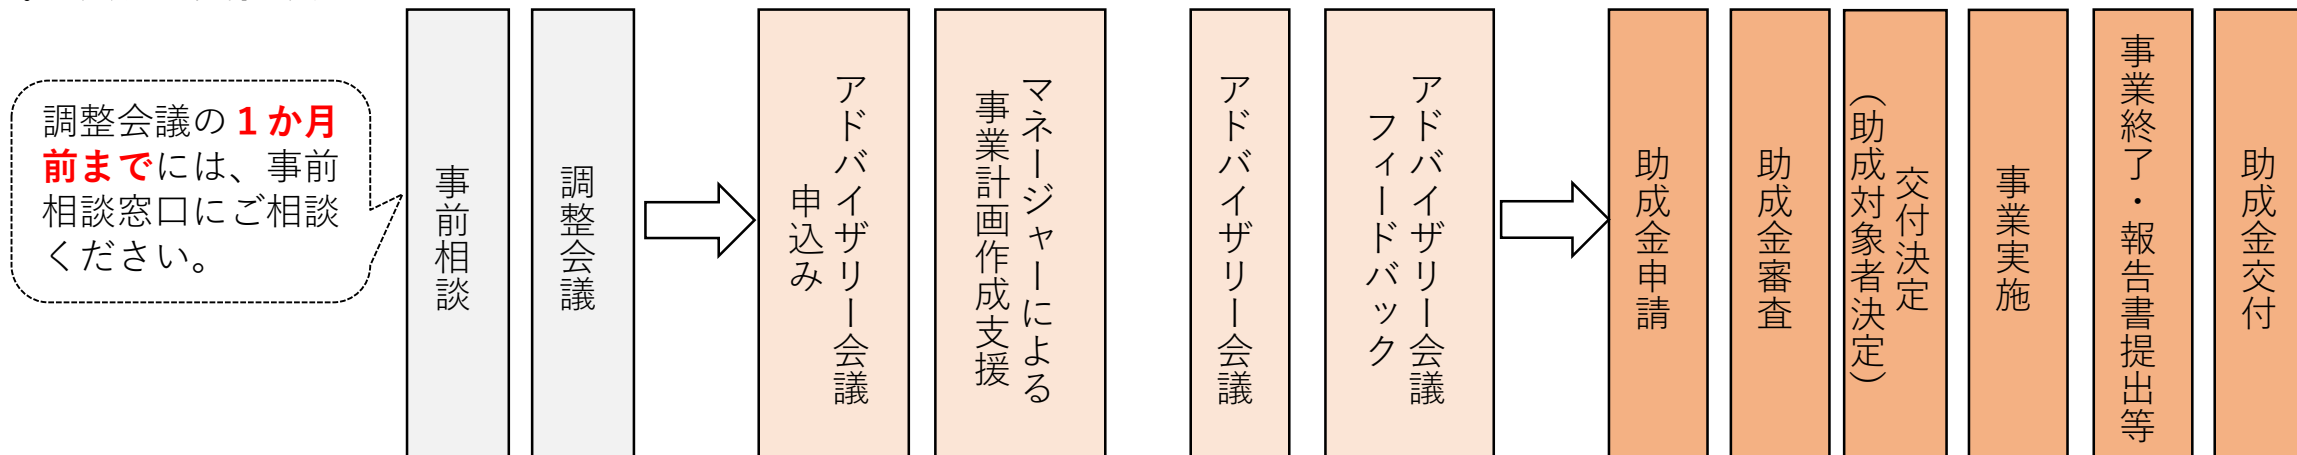 調整会議の１か月
前までには、事前
相談窓口にご相談
ください。
事前相談
調整会議
アドバイザリー会議
申込み
マネージャーによる
事業計画作成支援
アドバイザリー会議
アドバイザリー会議
フィードバック
助成金申請
助成金審査
交付決定
（助成対象者決定）
事業実施
事業終了・報告書提出等
助成金交付